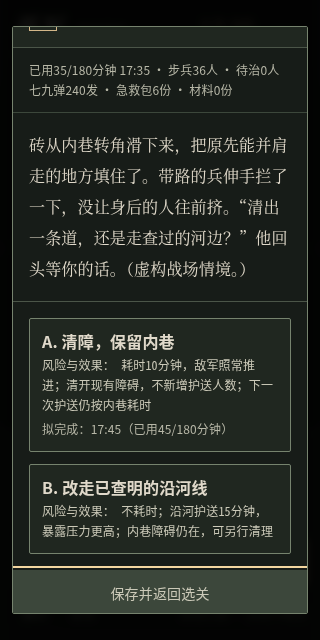 已用35/180分钟 17:35 · 步兵36人 · 待治0人
七九弹240发 · 急救包6份 · 材料0份
砖从内巷转角滑下来，把原先能并肩
走的地方填住了。带路的兵伸手拦了
一下，没让身后的人往前挤。“清出
一条道，还是走查过的河边？”他回
头等你的话。（虚构战场情境。）
A. 清障，保留内巷
风险与效果： 耗时10分钟，敌军照常推
进；清开现有障碍，不新增护送人数；下一
次护送仍按内巷耗时
拟完成：17:45（已用45/180分钟）
B. 改走已查明的沿河线
风险与效果： 不耗时；沿河护送15分钟，
暴露压力更高；内巷障碍仍在，可另行清理
保存并返回选关